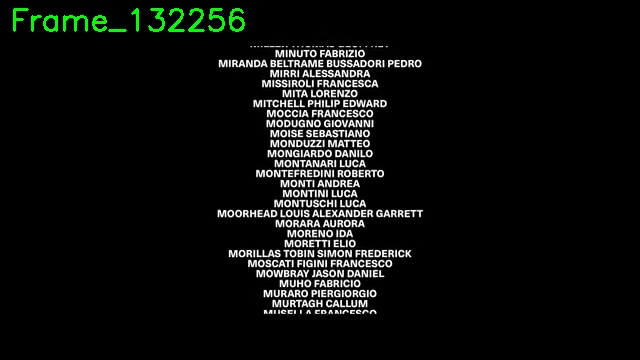 Frame_132256
MINUTO FABRIZIO
MIRANDA BELTRAME BUSSADORI PEDRO
MIRRI ALESSANDRA
MISSIROLI FRANCESCA
MITA LORENZO
MITCHELL PHILIP EDWARD
MOCCIA FRANCESCO
MODUGNO GIOVANNI
MOISE SEBASTIANO
MONDUZZI MATTEO
MONGIARDO DANILO
MONTANARI LUCA
MONTEFREDINI ROBERTO
MONTI ANDREA
MONTINI LUCA
MONTUSCHI LUCA
MOORHEAD LOUIS ALEXANDER GARRETT
MORARA AURORA
MORENO IDA
MORETTI ELIO
MORILLAS TOBIN SIMON FREDERICK
MOSCATI FIGINI FRANCESCO
MOWBRAY JASON DANIEL
MUHO FABRICIO
MURARO PIERGIORGIO
MURTAGH CALLUM
MUSELLA FRANCESCO